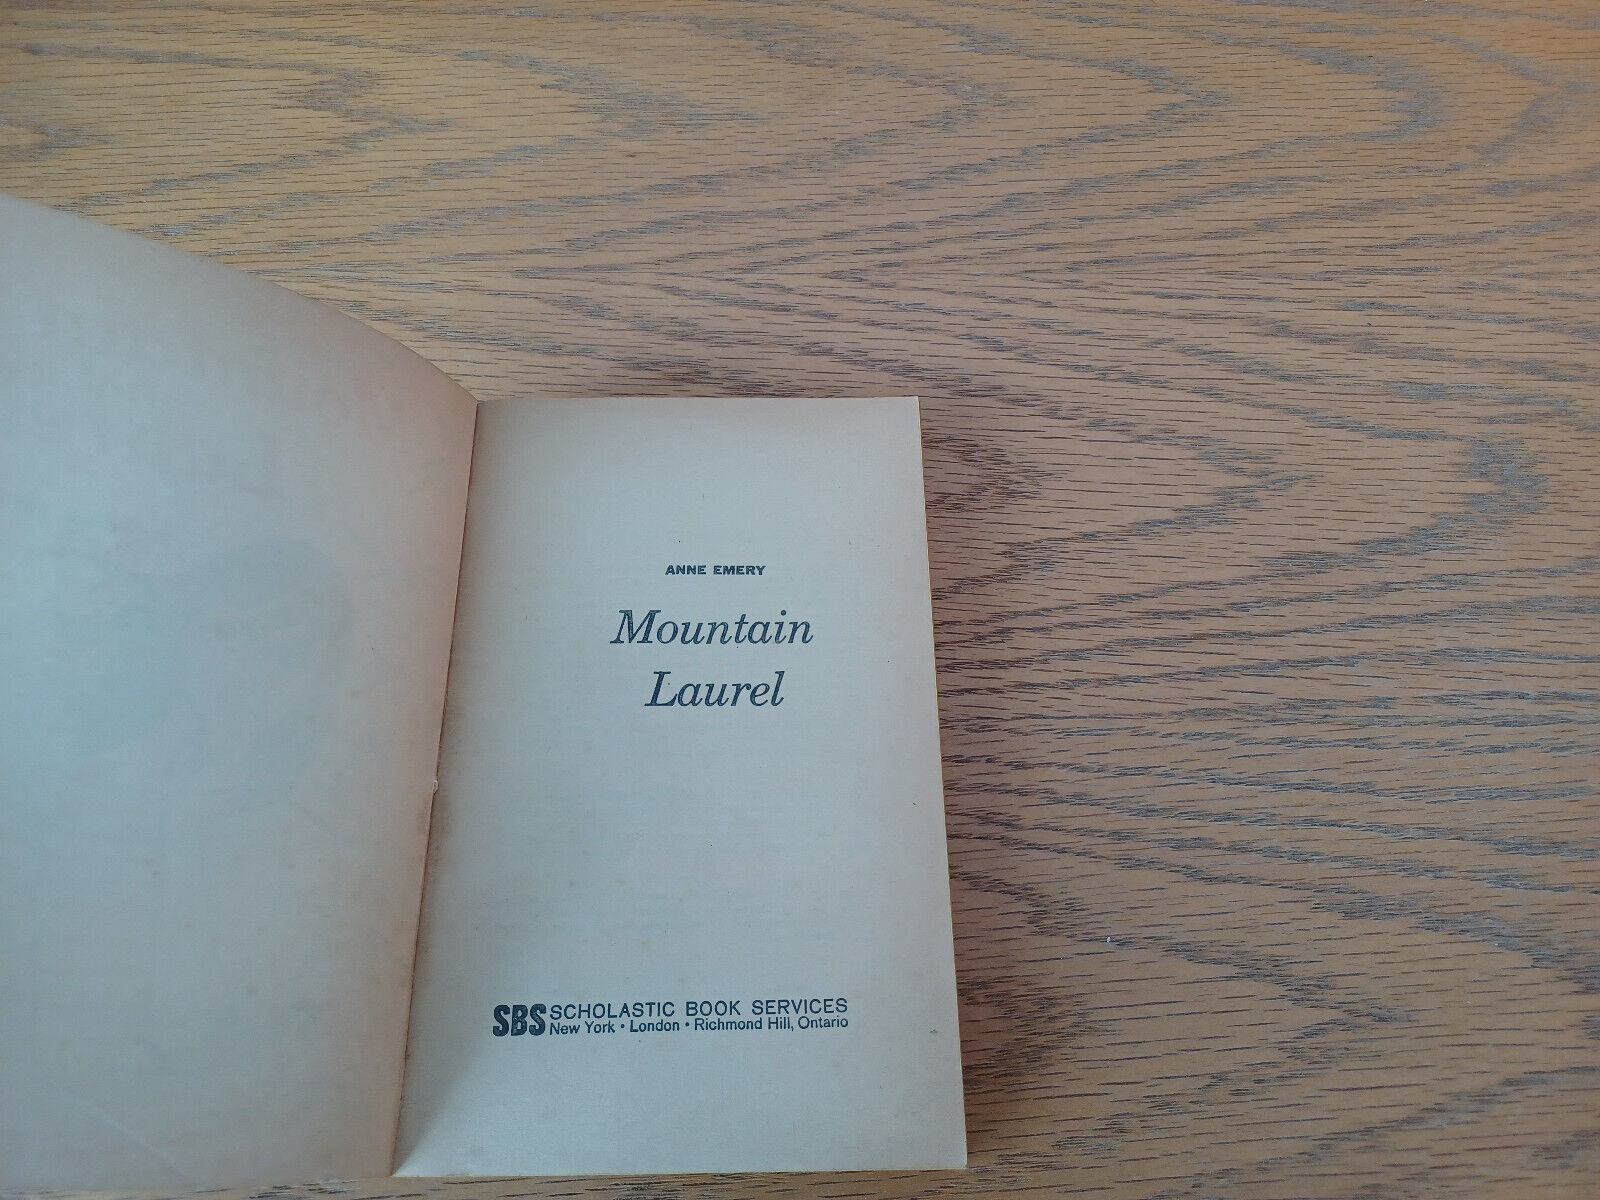 ANNE EMERY
Mountain
Laurel
SBS SCHOLASTIC BOOK SERVICES
New York • London • Richmond Hill, Ontario